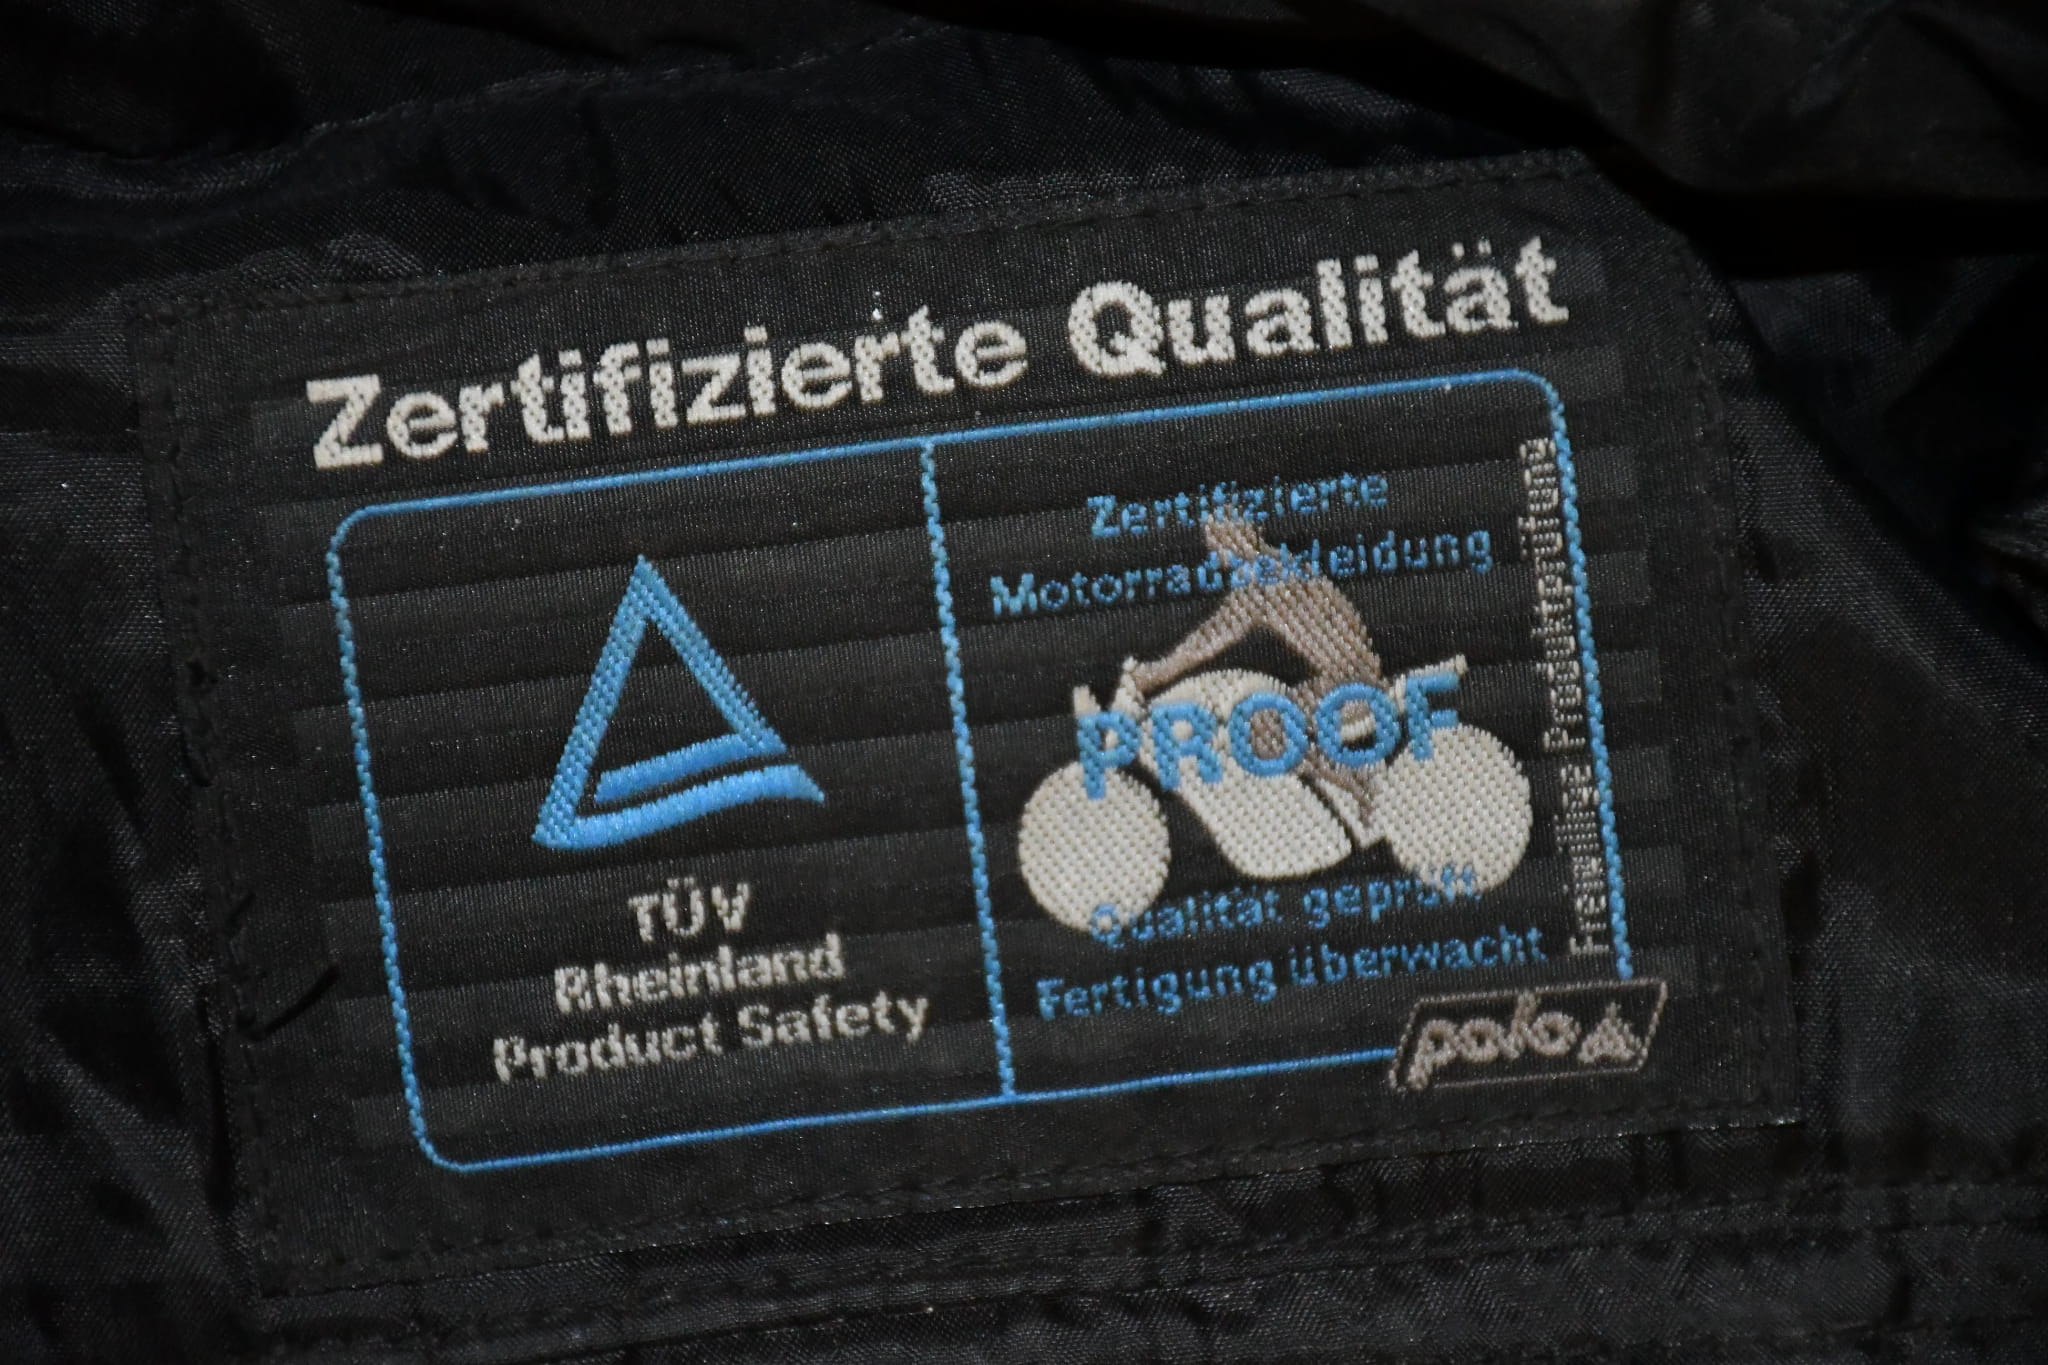 Zertifizierte Qualität
TÜV
Rheinland
Product Safety
Zertifizierte
Motorradbekleidung
PROOF
Qualität geprüft
Fertigung überwacht
Freiwillige Produktprüfung
polo